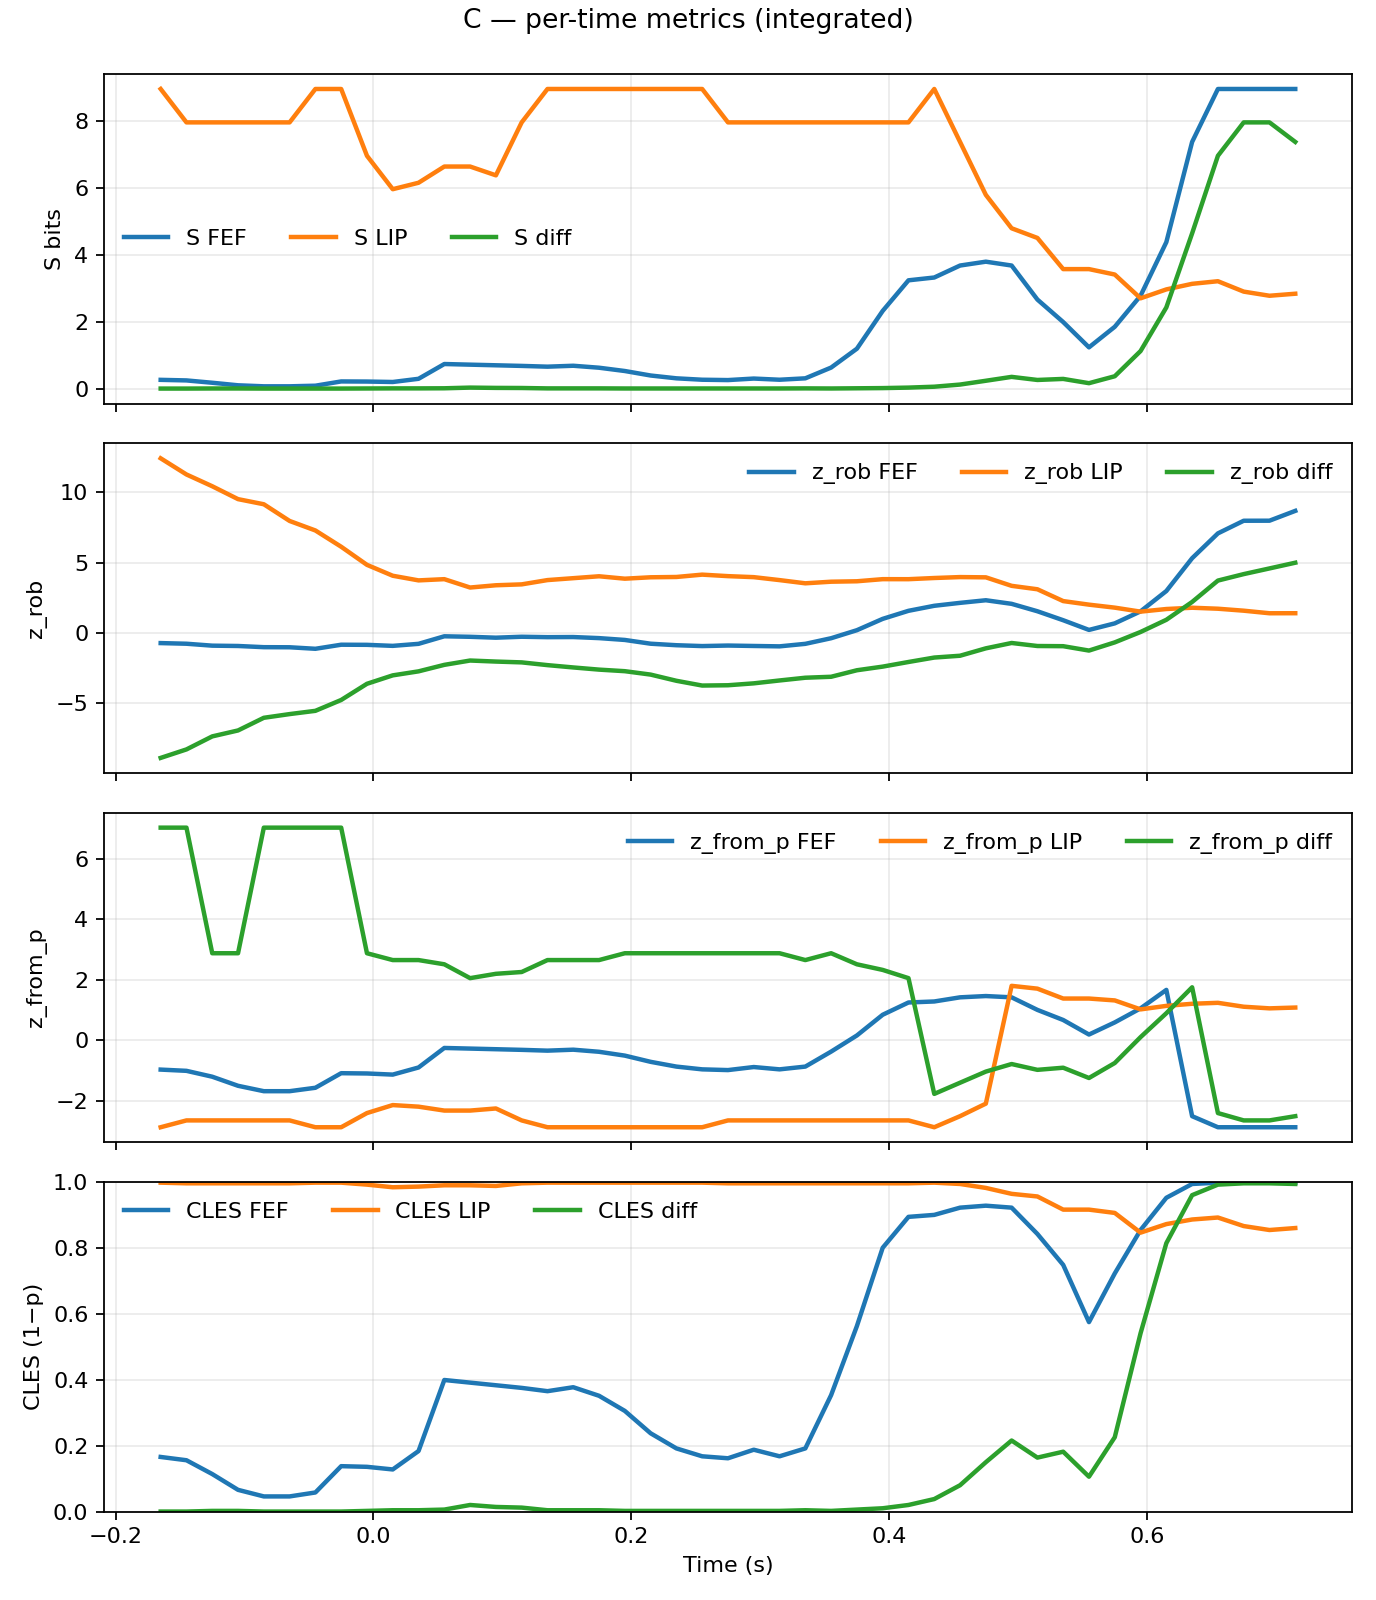 C — per-time metrics (integrated)
8
6
4
2
0
S bits
S FEF S LIP S diff
10
5
0
−5
z_rob
z_rob FEF z_rob LIP z_rob diff
6
4
2
0
−2
z_from_p
z_from_p FEF z_from_p LIP z_from_p diff
1.0
0.8
0.6
0.4
0.2
0.0
CLES (1−p)
CLES FEF CLES LIP CLES diff
−0.2 0.0 0.2 0.4 0.6
Time (s)